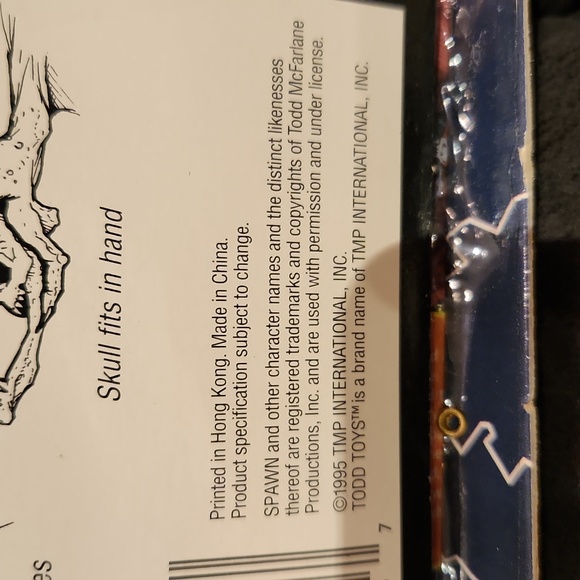 Skull fits in hand
Printed in Hong Kong. Made in China.
Product specification subject to change.
SPAWN and other character names and the distinct likenesses
thereof are registered trademarks and copyrights of Todd McFarlane
Productions, Inc. and are used with permission and under license.
©1995 TMP INTERNATIONAL, INC.
TODD TOYS™ is a brand name of TMP INTERNATIONAL, INC.
7
es